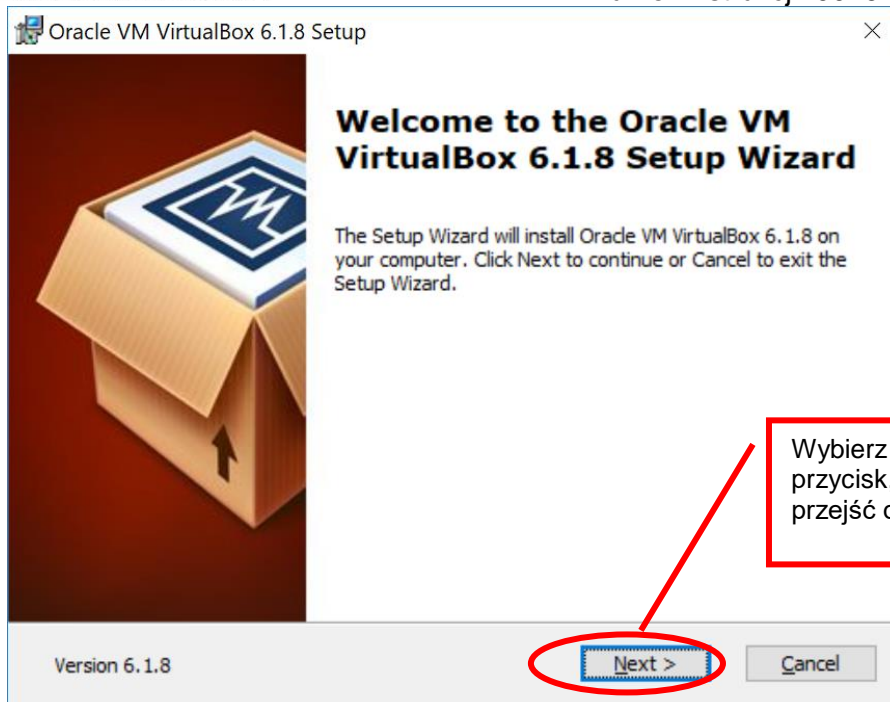 Oracle VM VirtualBox 6.1.8 Setup
Welcome to the Oracle VM
VirtualBox 6.1.8 Setup Wizard
The Setup Wizard will install Oracle VM VirtualBox 6.1.8 on
your computer. Click Next to continue or Cancel to exit the
Setup Wizard.
Wybierz
przycisk
przejść
Version 6.1.8
Next >
Cancel